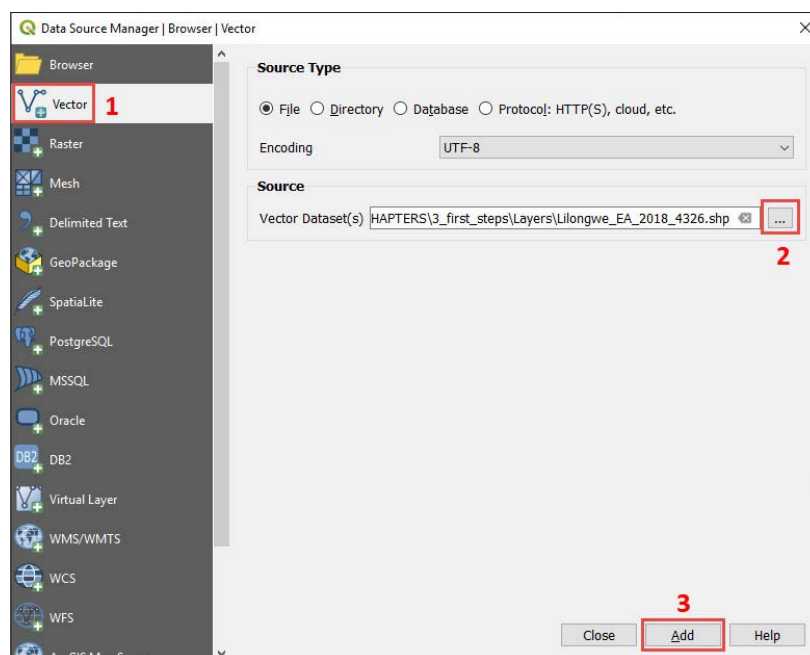 Data Source Manager | Browser | Vector
Browser
Vector 1
Raster
Mesh
Delimited Text
GeoPackage
SpatiaLite
PostgreSQL
MSSQL
Oracle
DB2 DB2
Virtual Layer
WMS/WMTS
WCS
WFS
Source Type
File Directory Database Protocol: HTTP(S), cloud, etc.
Encoding UTF-8
Source
Vector Dataset(s) HAPTERS\3_first_steps\Layers\Lilongwe_EA_2018_4326.shp ...
2
3
Close Add Help